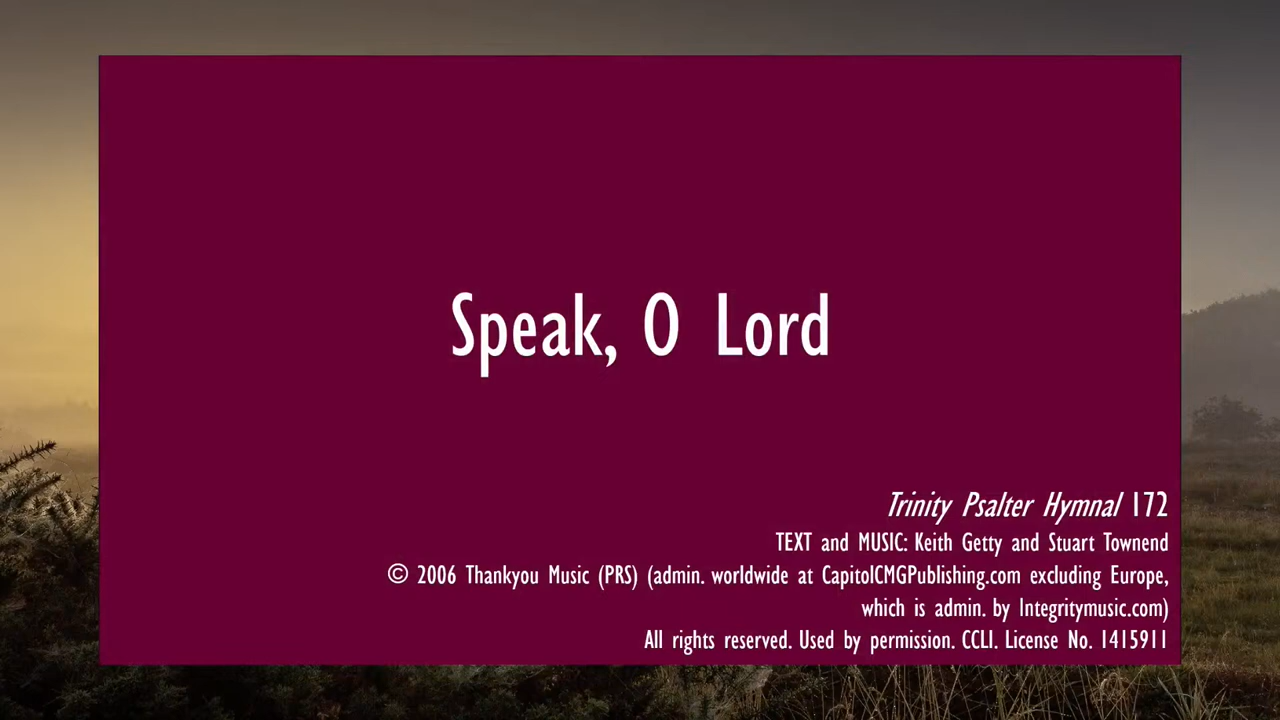 Speak, O Lord
Trinity Psalter Hymnal 172
TEXT and MUSIC: Keith Getty and Stuart Townend
© 2006 Thankyou Music (PRS) (admin. worldwide at CapitolCMGPublishing.com excluding Europe,
which is admin. by Integritymusic.com)
All rights reserved. Used by permission. CCLI. License No. 1415911